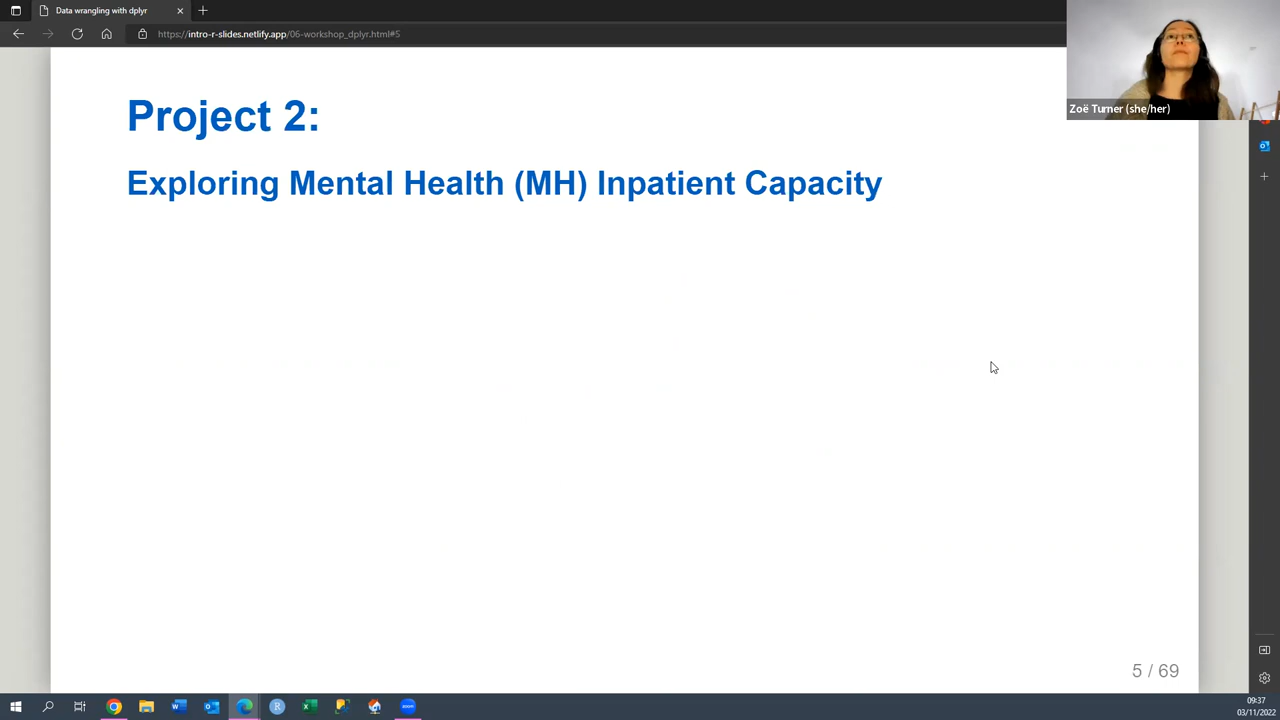 Data wrangling with dplyr
https://intro-r-slides.netlify.app/06-workshop_dplyr.html#5
Zoë Turner (she/her)
Project 2:
Exploring Mental Health (MH) Inpatient Capacity
5 / 69
09:37
03/11/2022